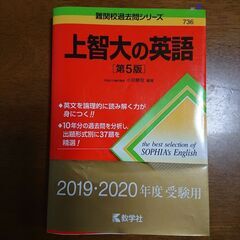 難関校過去問シリーズ
736
上智大の英語
[第5版]
編著
英文を論理的に読み解く力が
身につく!!
10年分の過去問を分析し、
出題形式別に37題を
精選!
the best selection of
SOPHIA's English
2019・2020年度受験用
教学社